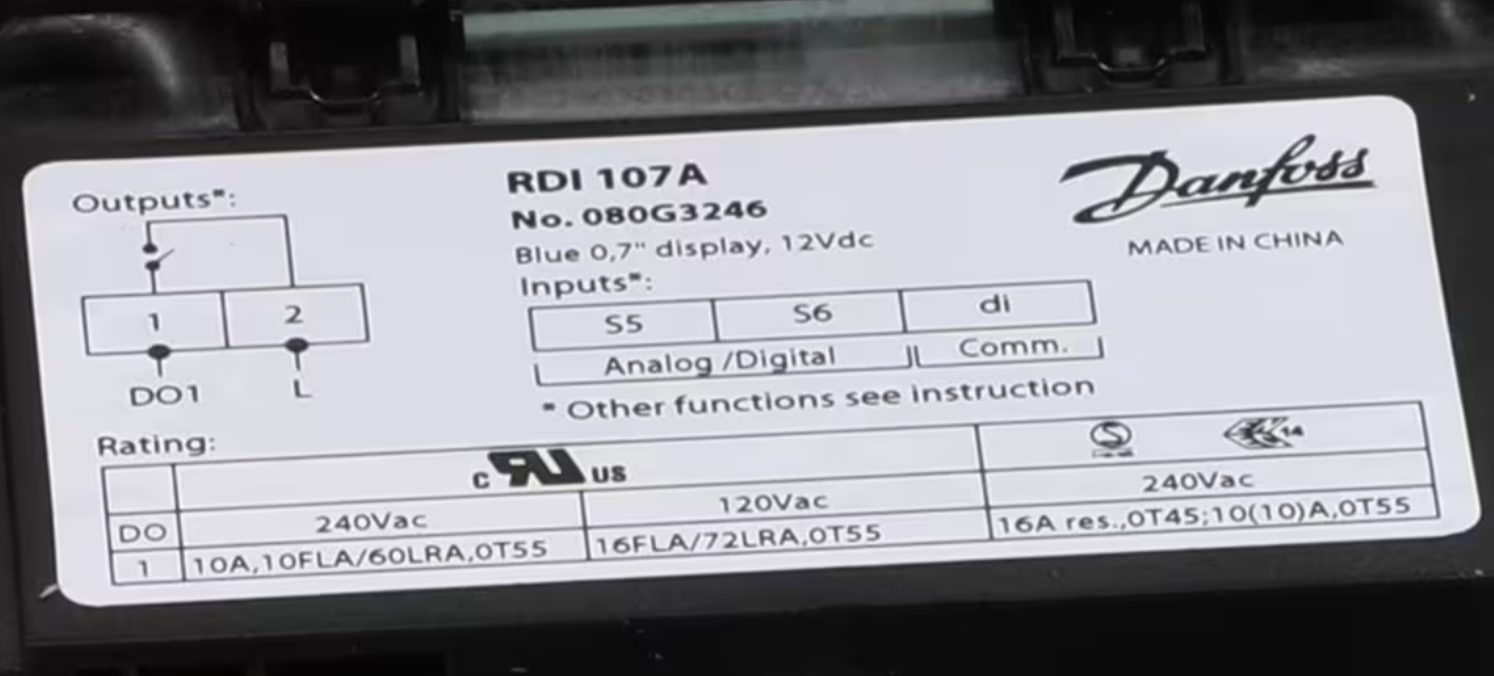 Outputs*:
1 2
DO1 L
RDI 107A
No. 080G3246
Blue 0,7" display, 12Vdc
Inputs*:
S5 S6 di
Analog /Digital Comm.
* Other functions see instruction
Danfoss
MADE IN CHINA
Rating:
c RU US S 14
DO 240Vac 120Vac 240Vac
1 10A,10FLA/60LRA,0T55 16FLA/72LRA,0T55 16A res.,0T45;10(10)A,0T55